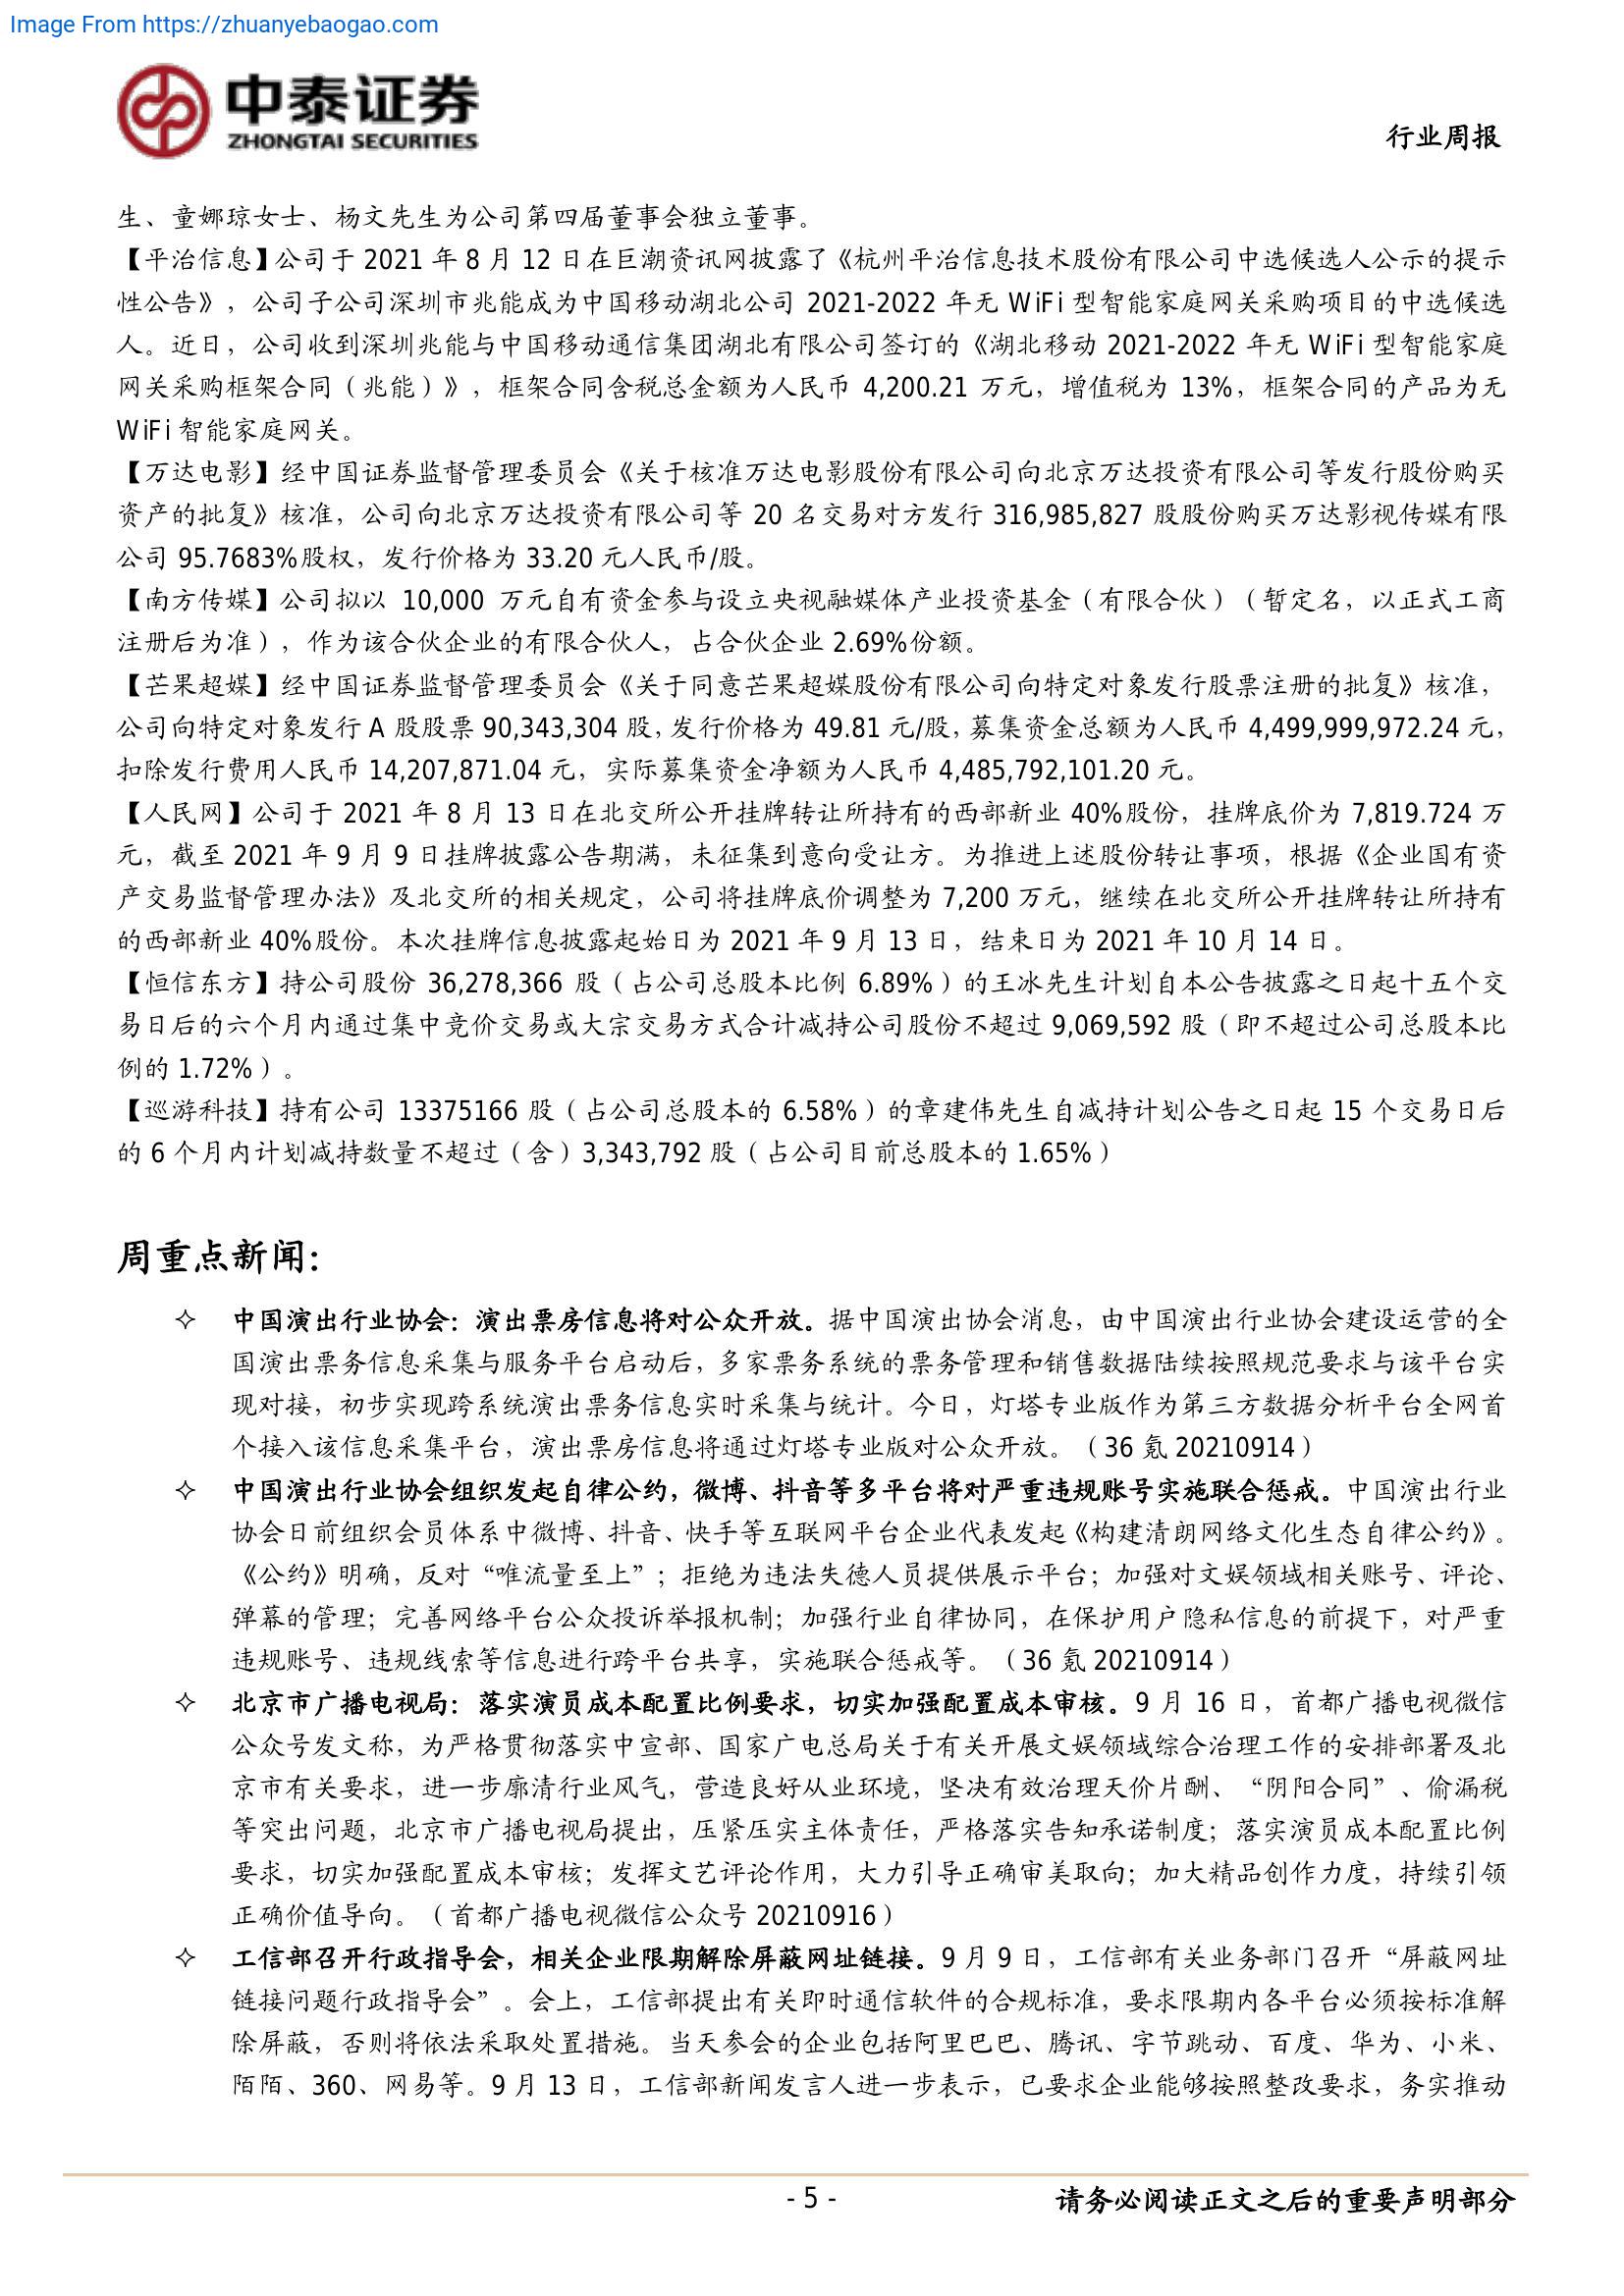 Image From https://zhuanyebaogao.com
中泰证券
ZHONGTAI SECURITIES
行业周报
生、童娜琼女士、杨文先生为公司第四届董事会独立董事。
【平治信息】公司于 2021 年 8 月 12 日在巨潮资讯网披露了《杭州平治信息技术股份有限公司中选候选人公示的提示
性公告》，公司子公司深圳市兆能成为中国移动湖北公司 2021-2022 年无 WiFi 型智能家庭网关采购项目的中选候选
人。近日，公司收到深圳兆能与中国移动通信集团湖北有限公司签订的《湖北移动 2021-2022 年无 WiFi 型智能家庭
网关采购框架合同（兆能）》，框架合同含税总金额为人民币 4,200.21 万元，增值税为 13%，框架合同的产品为无
WiFi 智能家庭网关。
【万达电影】经中国证券监督管理委员会《关于核准万达电影股份有限公司向北京万达投资有限公司等发行股份购买
资产的批复》核准，公司向北京万达投资有限公司等 20 名交易对方发行 316,985,827 股股份购买万达影视传媒有限
公司 95.7683%股权，发行价格为 33.20 元人民币/股。
【南方传媒】公司拟以 10,000 万元自有资金参与设立央视融媒体产业投资基金（有限合伙）（暂定名，以正式工商
注册后为准），作为该合伙企业的有限合伙人，占合伙企业 2.69%份额。
【芒果超媒】经中国证券监督管理委员会《关于同意芒果超媒股份有限公司向特定对象发行股票注册的批复》核准，
公司向特定对象发行 A 股股票 90,343,304 股，发行价格为 49.81 元/股，募集资金总额为人民币 4,499,999,972.24 元，
扣除发行费用人民币 14,207,871.04 元，实际募集资金净额为人民币 4,485,792,101.20 元。
【人民网】公司于 2021 年 8 月 13 日在北交所公开挂牌转让所持有的西部新业 40%股份，挂牌底价为 7,819.724 万
元，截至 2021 年 9 月 9 日挂牌披露公告期满，未征集到意向受让方。为推进上述股份转让事项，根据《企业国有资
产交易监督管理办法》及北交所的相关规定，公司将挂牌底价调整为 7,200 万元，继续在北交所公开挂牌转让所持有
的西部新业 40%股份。本次挂牌信息披露起始日为 2021 年 9 月 13 日，结束日为 2021 年 10 月 14 日。
【恒信东方】持公司股份 36,278,366 股（占公司总股本比例 6.89%）的王冰先生计划自本公告披露之日起十五个交
易日后的六个月内通过集中竞价交易或大宗交易方式合计减持公司股份不超过 9,069,592 股（即不超过公司总股本比
例的 1.72%）。
【巡游科技】持有公司 13375166 股（占公司总股本的 6.58%）的章建伟先生自减持计划公告之日起 15 个交易日后
的 6 个月内计划减持数量不超过（含）3,343,792 股（占公司目前总股本的 1.65%）
周重点新闻：
✧ 中国演出行业协会：演出票房信息将对公众开放。据中国演出协会消息，由中国演出行业协会建设运营的全
国演出票务信息采集与服务平台启动后，多家票务系统的票务管理和销售数据陆续按照规范要求与该平台实
现对接，初步实现跨系统演出票务信息实时采集与统计。今日，灯塔专业版作为第三方数据分析平台全网首
个接入该信息采集平台，演出票房信息将通过灯塔专业版对公众开放。（36 氪 20210914）
✧ 中国演出行业协会组织发起自律公约，微博、抖音等多平台将对严重违规账号实施联合惩戒。中国演出行业
协会日前组织会员体系中微博、抖音、快手等互联网平台企业代表发起《构建清朗网络文化生态自律公约》。
《公约》明确，反对“唯流量至上”；拒绝为违法失德人员提供展示平台；加强对文娱领域相关账号、评论、
弹幕的管理；完善网络平台公众投诉举报机制；加强行业自律协同，在保护用户隐私信息的前提下，对严重
违规账号、违规线索等信息进行跨平台共享，实施联合惩戒等。（36 氪 20210914）
✧ 北京市广播电视局：落实演员成本配置比例要求，切实加强配置成本审核。9 月 16 日，首都广播电视微信
公众号发文称，为严格贯彻落实中宣部、国家广电总局关于有关开展文娱领域综合治理工作的安排部署及北
京市有关要求，进一步廓清行业风气，营造良好从业环境，坚决有效治理天价片酬、“阴阳合同”、偷漏税
等突出问题，北京市广播电视局提出，压紧压实主体责任，严格落实告知承诺制度；落实演员成本配置比例
要求，切实加强配置成本审核；发挥文艺评论作用，大力引导正确审美取向；加大精品创作力度，持续引领
正确价值导向。（首都广播电视微信公众号 20210916）
✧ 工信部召开行政指导会，相关企业限期解除屏蔽网址链接。9 月 9 日，工信部有关业务部门召开“屏蔽网址
链接问题行政指导会”。会上，工信部提出有关即时通信软件的合规标准，要求限期内各平台必须按标准解
除屏蔽，否则将依法采取处置措施。当天参会的企业包括阿里巴巴、腾讯、字节跳动、百度、华为、小米、
陌陌、360、网易等。9 月 13 日，工信部新闻发言人进一步表示，已要求企业能够按照整改要求，务实推动
- 5 -
请务必阅读正文之后的重要声明部分